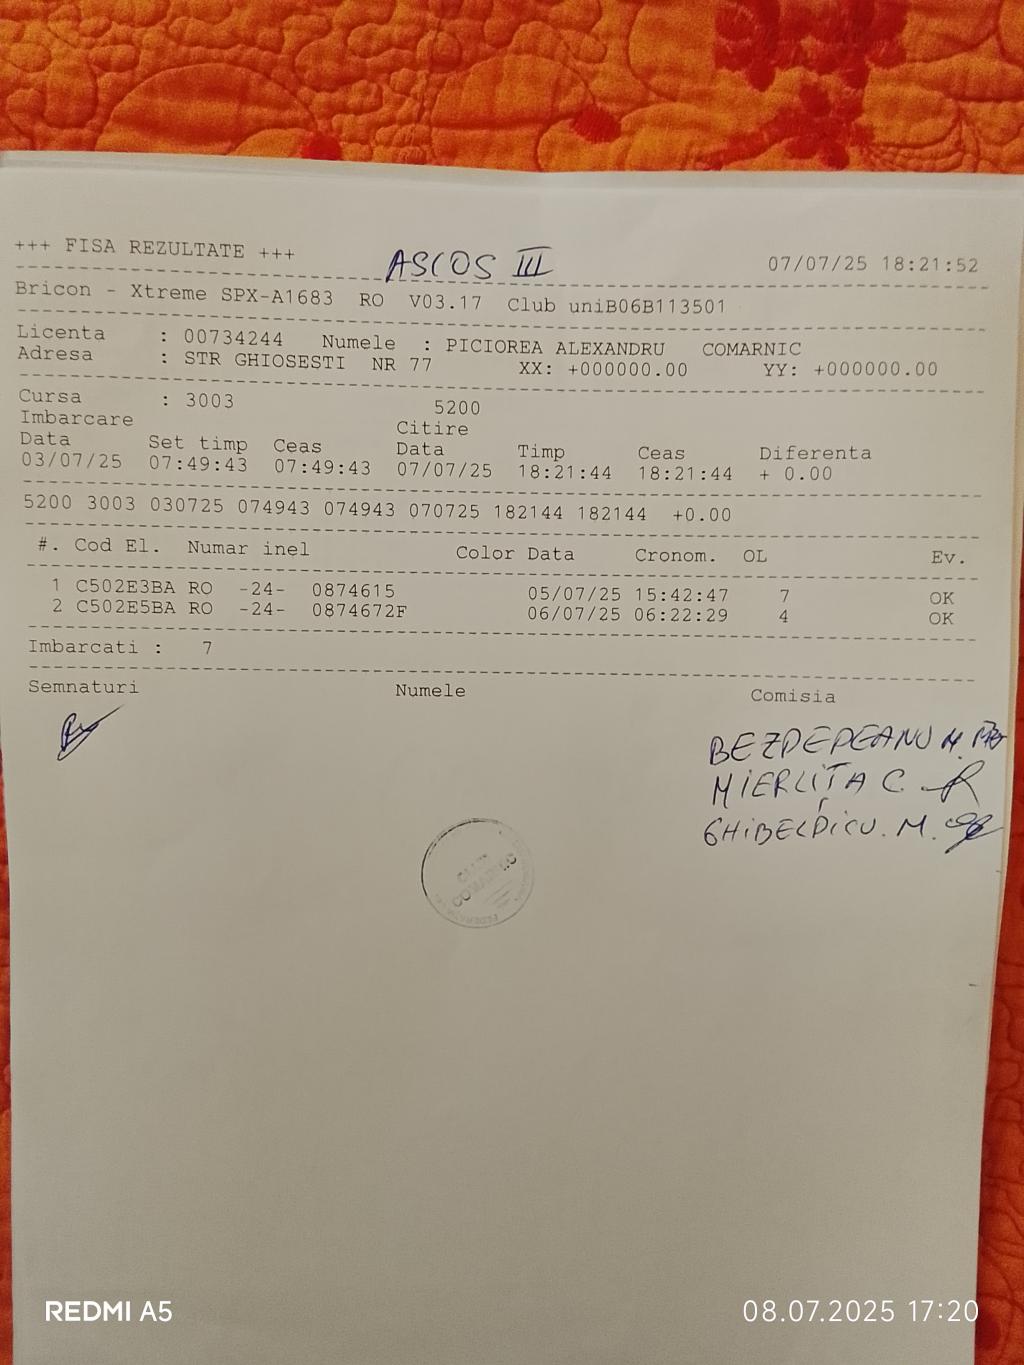 +++ FISA REZULTATE +++ ASCOS III 07/07/25 18:21:52
Bricon - Xtreme SPX-A1683 RO V03.17 Club uniB06B113501
Licenta : 00734244 Numele : PICIOREA ALEXANDRU COMARNIC
Adresa : STR GHIOSESTI NR 77 XX: +000000.00 YY: +000000.00
Cursa : 3003 5200
Imbarcare Citire
Data Set timp Ceas Data Timp Ceas Diferenta
03/07/25 07:49:43 07:49:43 07/07/25 18:21:44 18:21:44 + 0.00
5200 3003 030725 074943 074943 070725 182144 182144 +0.00
#. Cod El. Numar inel Color Data Cronom. OL Ev.
1 C502E3BA RO -24- 0874615 05/07/25 15:42:47 7 OK
2 C502E5BA RO -24- 0874672F 06/07/25 06:22:29 4 OK
Imbarcati : 7
Semnaturi Numele Comisia
BEZDEDEANU M.
MIERLIȚA C.
GHIBELDICU. M.
COMARNIC
REDMI A5 08.07.2025 17:20